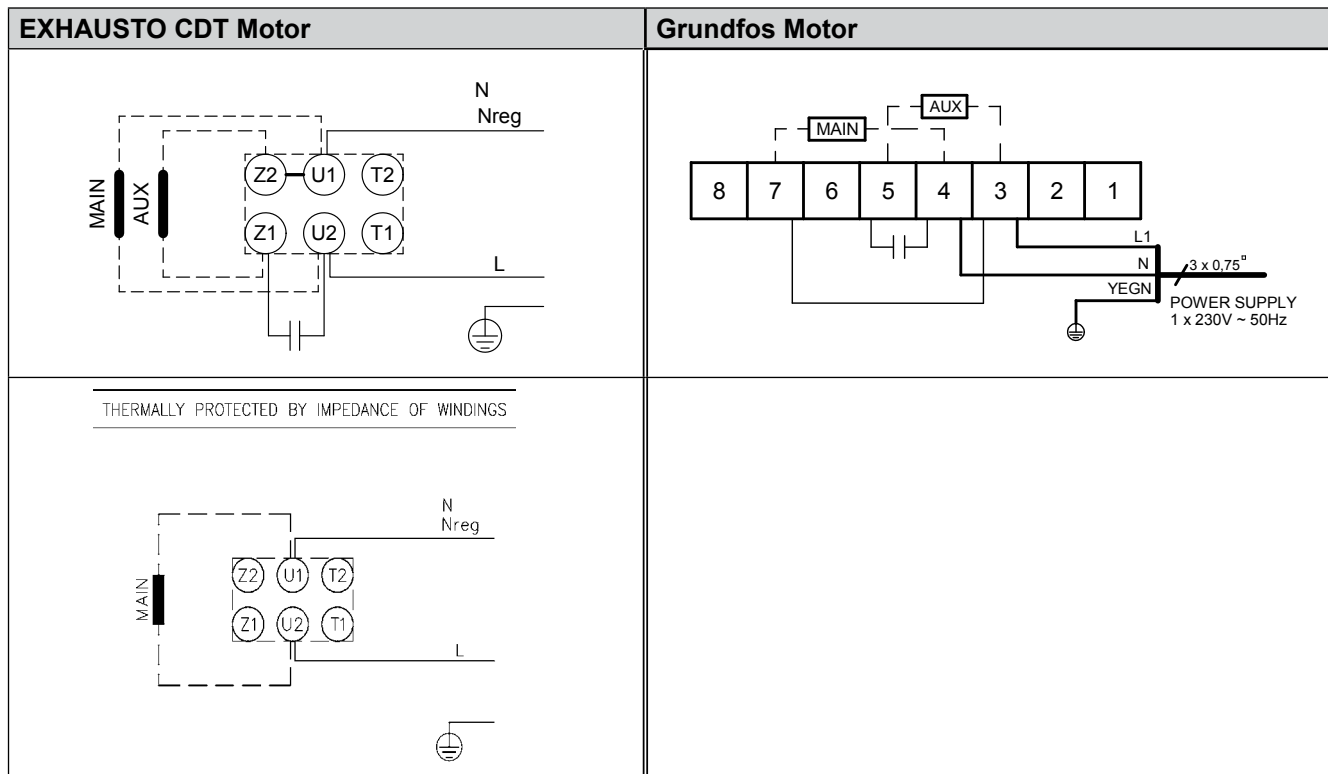 EXHAUSTO CDT Motor
Grundfos Motor
N
Nreg
MAIN
AUX
Z2 U1 T2
Z1 U2 T1
L
AUX
MAIN
8 7 6 5 4 3 2 1
L1
N
3 x 0,75¤
YEGN
POWER SUPPLY
1 x 230V ~ 50Hz
THERMALLY PROTECTED BY IMPEDANCE OF WINDINGS
N
Nreg
MAIN
Z2 U1 T2
Z1 U2 T1
L